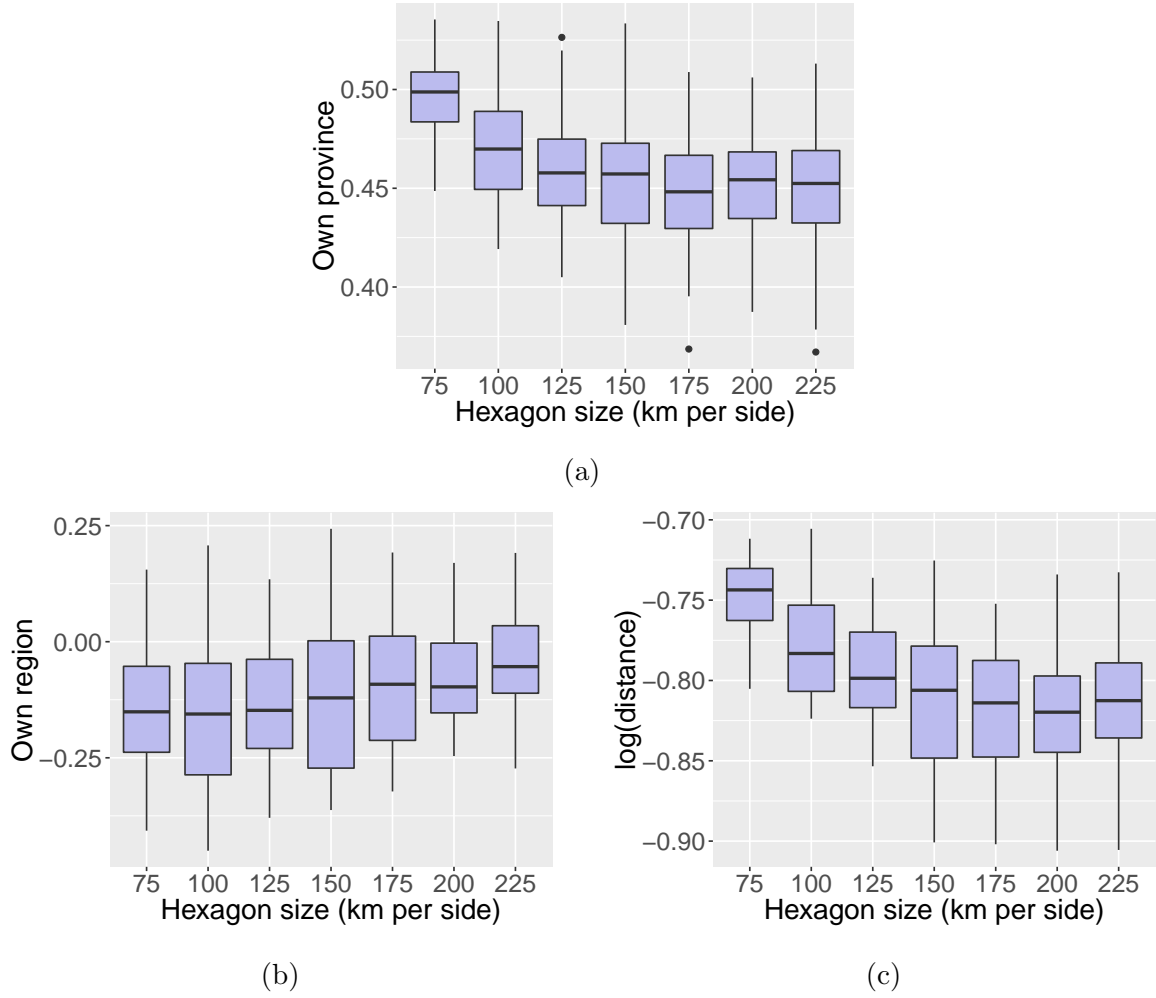 Own province
0.50
0.45
0.40
75 100 125 150 175 200 225
Hexagon size (km per side)
(a)
Own region
0.25
0.00
−0.25
75 100 125 150 175 200 225
Hexagon size (km per side)
(b)
log(distance)
−0.70
−0.75
−0.80
−0.85
−0.90
75 100 125 150 175 200 225
Hexagon size (km per side)
(c)